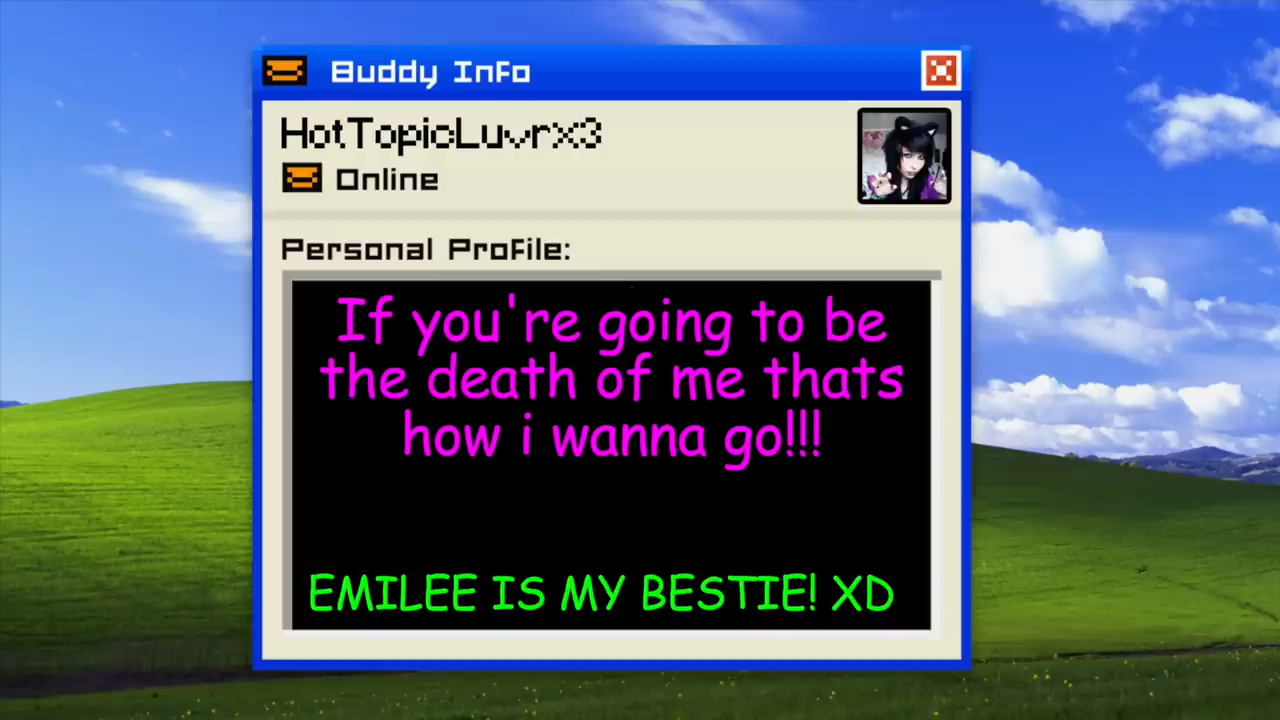 Buddy Info
HotTopicLuvrx3
Online
Personal Profile:
If you're going to be
the death of me thats
how i wanna go!!!
EMILEE IS MY BESTIE! XD